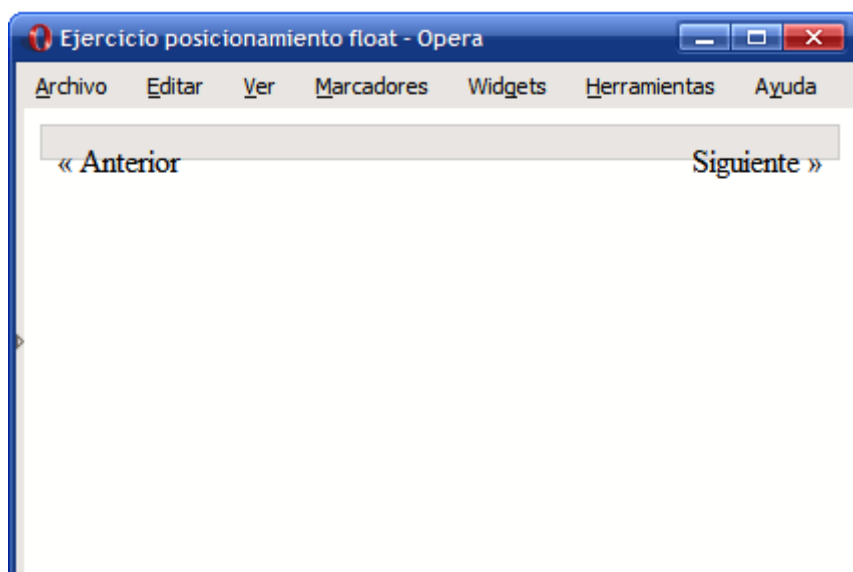 Ejercicio posicionamiento float - Opera
Archivo Editar Ver Marcadores Widgets Herramientas Ayuda
« Anterior Siguiente »